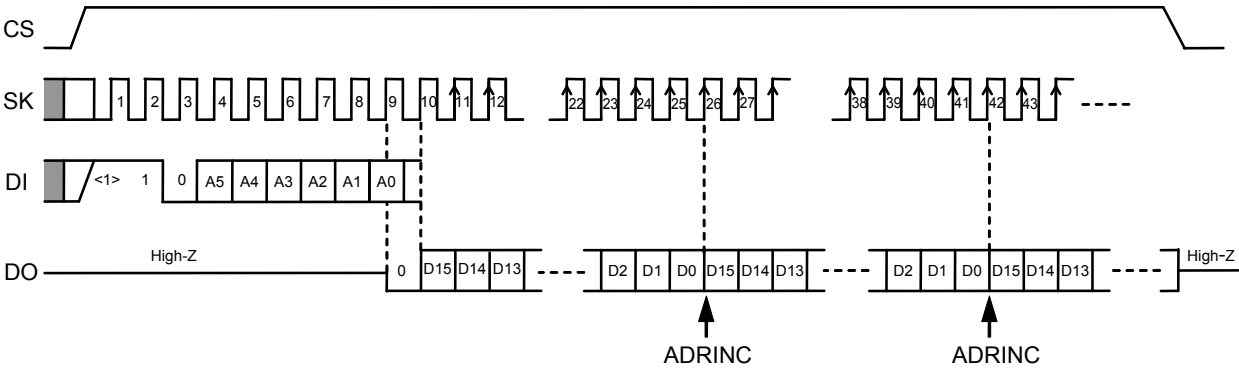 CS
SK 1 2 3 4 5 6 7 8 9 10 11 12 22 23 24 25 26 27 38 39 40 41 42 43
DI <1> 1 0 A5 A4 A3 A2 A1 A0
DO High-Z 0 D15 D14 D13 D2 D1 D0 D15 D14 D13 D2 D1 D0 D15 D14 D13 High-Z
ADRINC ADRINC